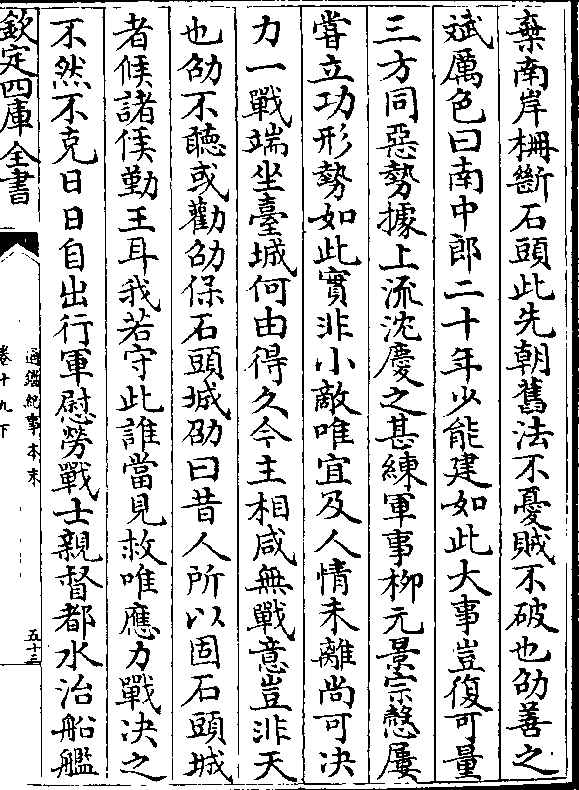 棄南岸柵斷石頭此先朝舊法不憂賊不破也劭善之
斌厲色曰南中郎二十年少能建如此大事豈復可量
三方同惡勢據上流沈慶之甚練軍事柳元景宗慤屢
嘗立功形勢如此實非小敵唯宜及人情未離尚可決
力一戰端坐臺城何由得久今主相咸無戰意豈非天
也劭不聽或勸劭保石頭城劭曰昔人所以固石頭城
者俟諸侯勤王耳我若守此誰當見救唯應力戰決之
不然不克日日自出行軍慰勞戰士親督都水治船艦
欽定四庫全書
通鑑紀事本末
卷十九下
五十三